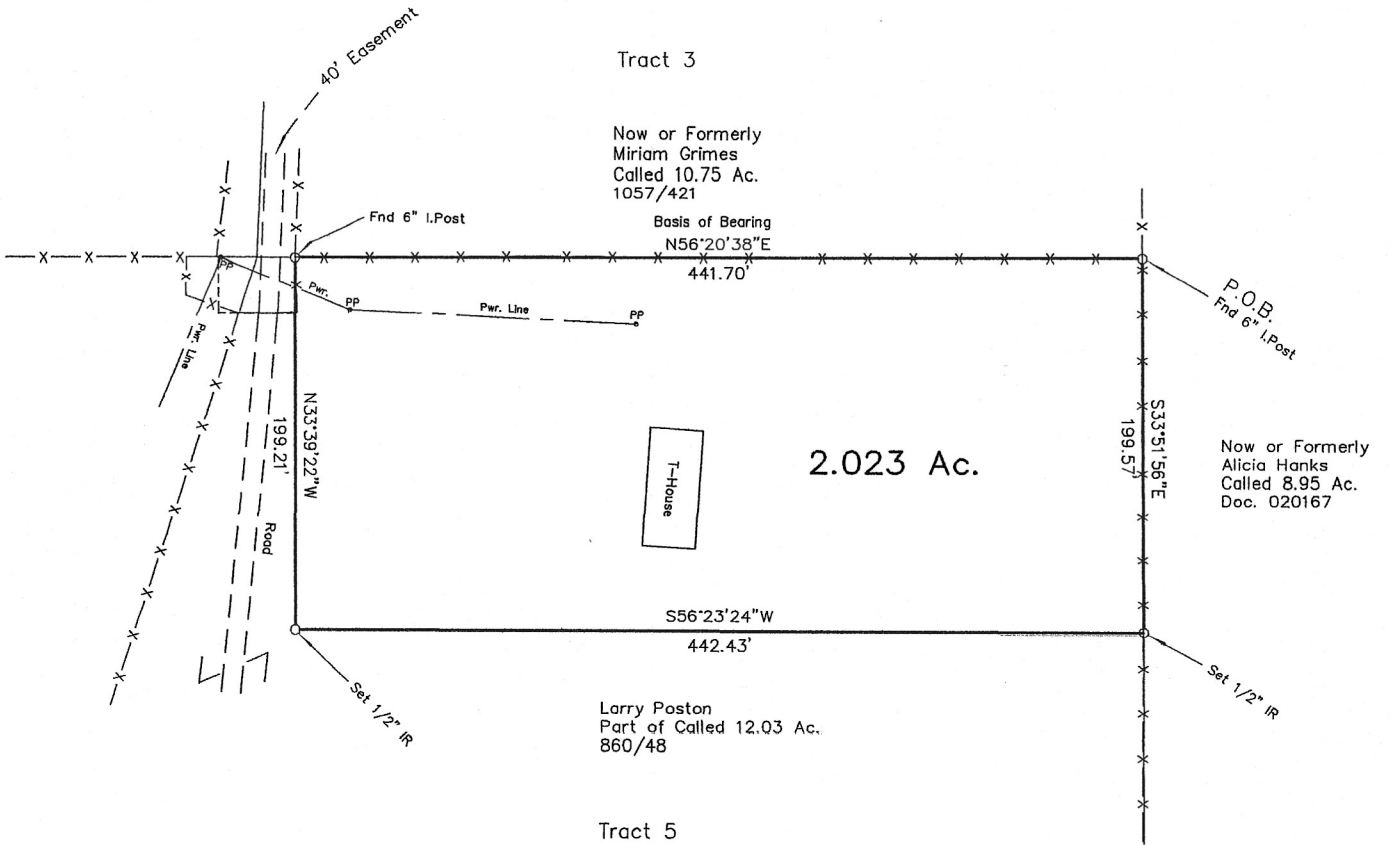 40' Easement
Tract 3
Now or Formerly
Miriam Grimes
Called 10.75 Ac.
1057/421
Fnd 6" I.Post
Basis of Bearing
N56°20'38"E
441.70'
P.O.B.
Fnd 6" I.Post
PP
Pwr.
PP
Pwr. Line
PP
Pwr. Line
N33°39'22"W
199.21'
Road
T-House
2.023 Ac.
S33°51'56"E
199.57'
Now or Formerly
Alicia Hanks
Called 8.95 Ac.
Doc. 020167
S56°23'24"W
442.43'
Set 1/2" IR
Set 1/2" IR
Larry Poston
Part of Called 12.03 Ac.
860/48
Tract 5